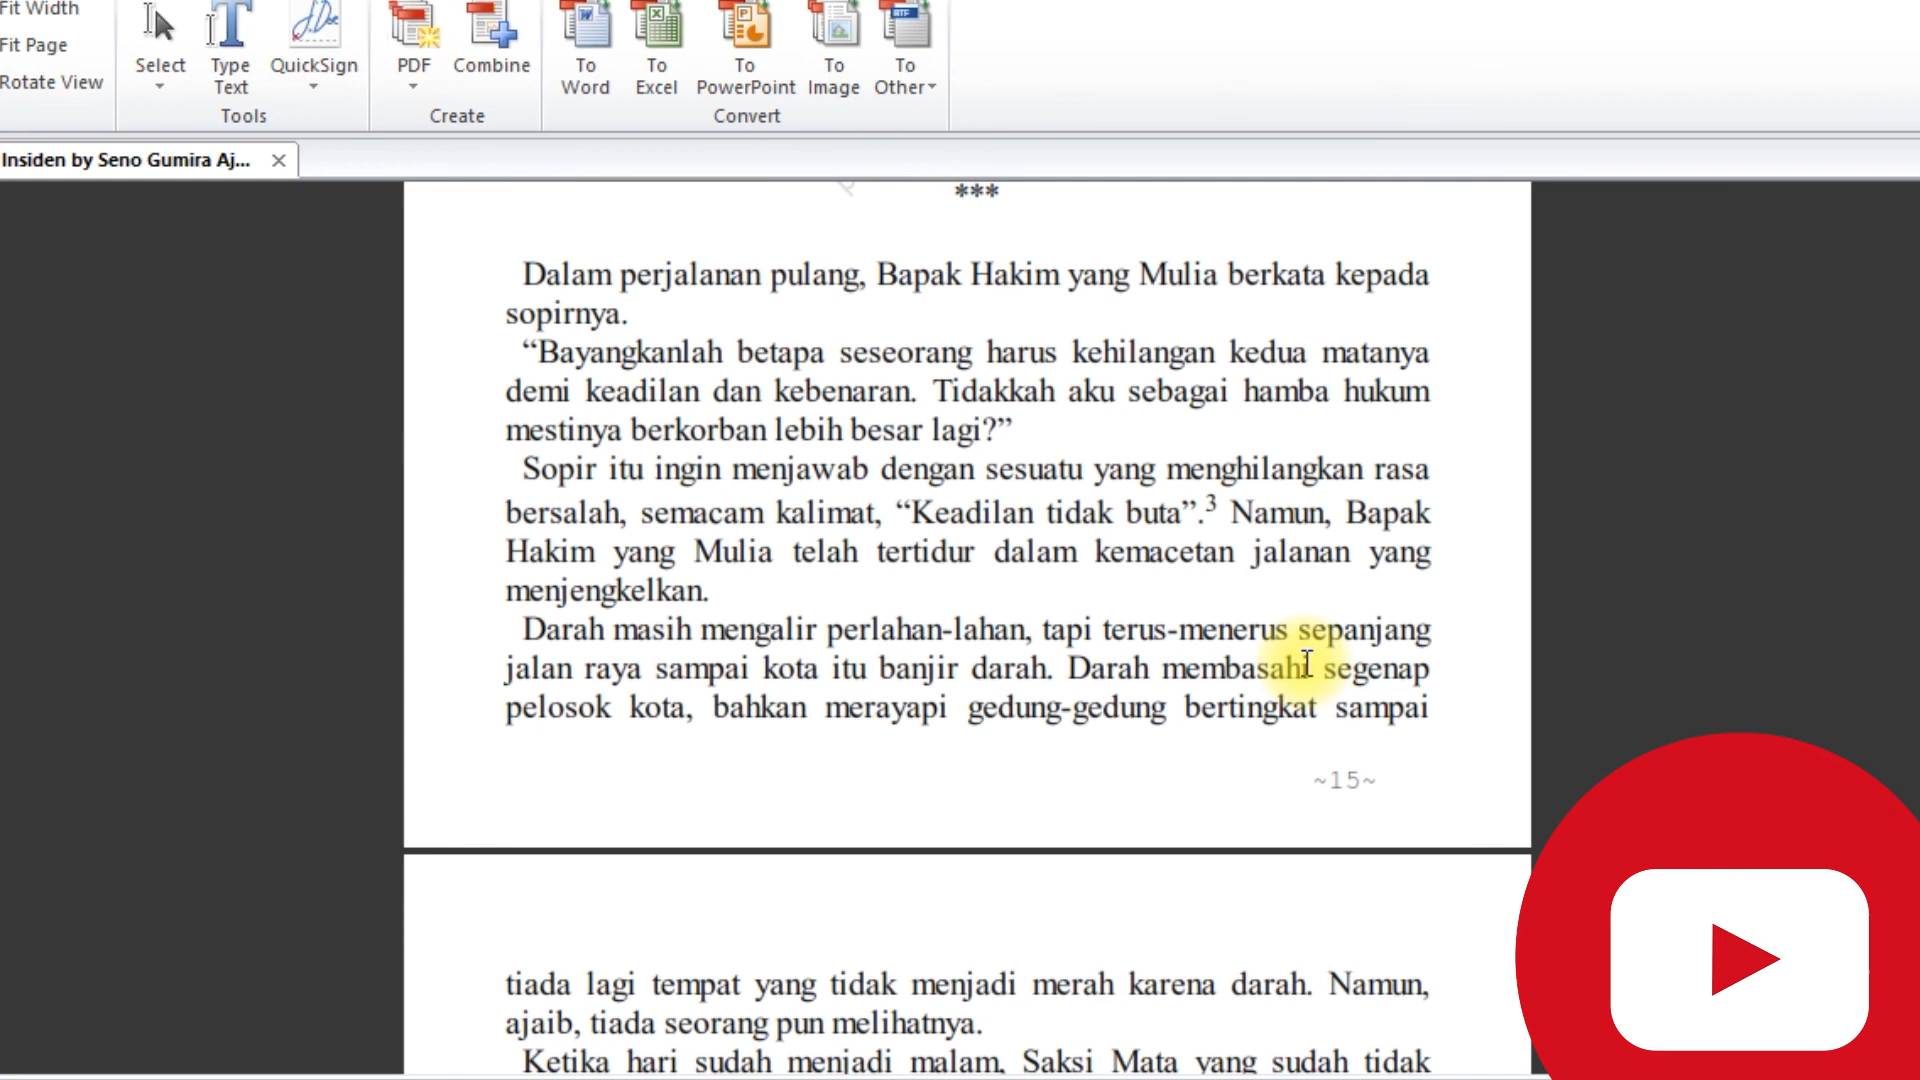 Fit Width
Fit Page
Rotate View
Select
Type
Text
QuickSign
Tools
PDF
Combine
Create
To
Word
To
Excel
To
PowerPoint
To
Image
To
Other
Convert
Insiden by Seno Gumira Aj...
***
Dalam perjalanan pulang, Bapak Hakim yang Mulia berkata kepada
sopirnya.
“Bayangkanlah betapa seseorang harus kehilangan kedua matanya
demi keadilan dan kebenaran. Tidakkah aku sebagai hamba hukum
mestinya berkorban lebih besar lagi?”
Sopir itu ingin menjawab dengan sesuatu yang menghilangkan rasa
bersalah, semacam kalimat, “Keadilan tidak buta”.3 Namun, Bapak
Hakim yang Mulia telah tertidur dalam kemacetan jalanan yang
menjengkelkan.
Darah masih mengalir perlahan-lahan, tapi terus-menerus sepanjang
jalan raya sampai kota itu banjir darah. Darah membasahi segenap
pelosok kota, bahkan merayapi gedung-gedung bertingkat sampai
~15~
tiada lagi tempat yang tidak menjadi merah karena darah. Namun,
ajaib, tiada seorang pun melihatnya.
Ketika hari sudah menjadi malam, Saksi Mata yang sudah tidak